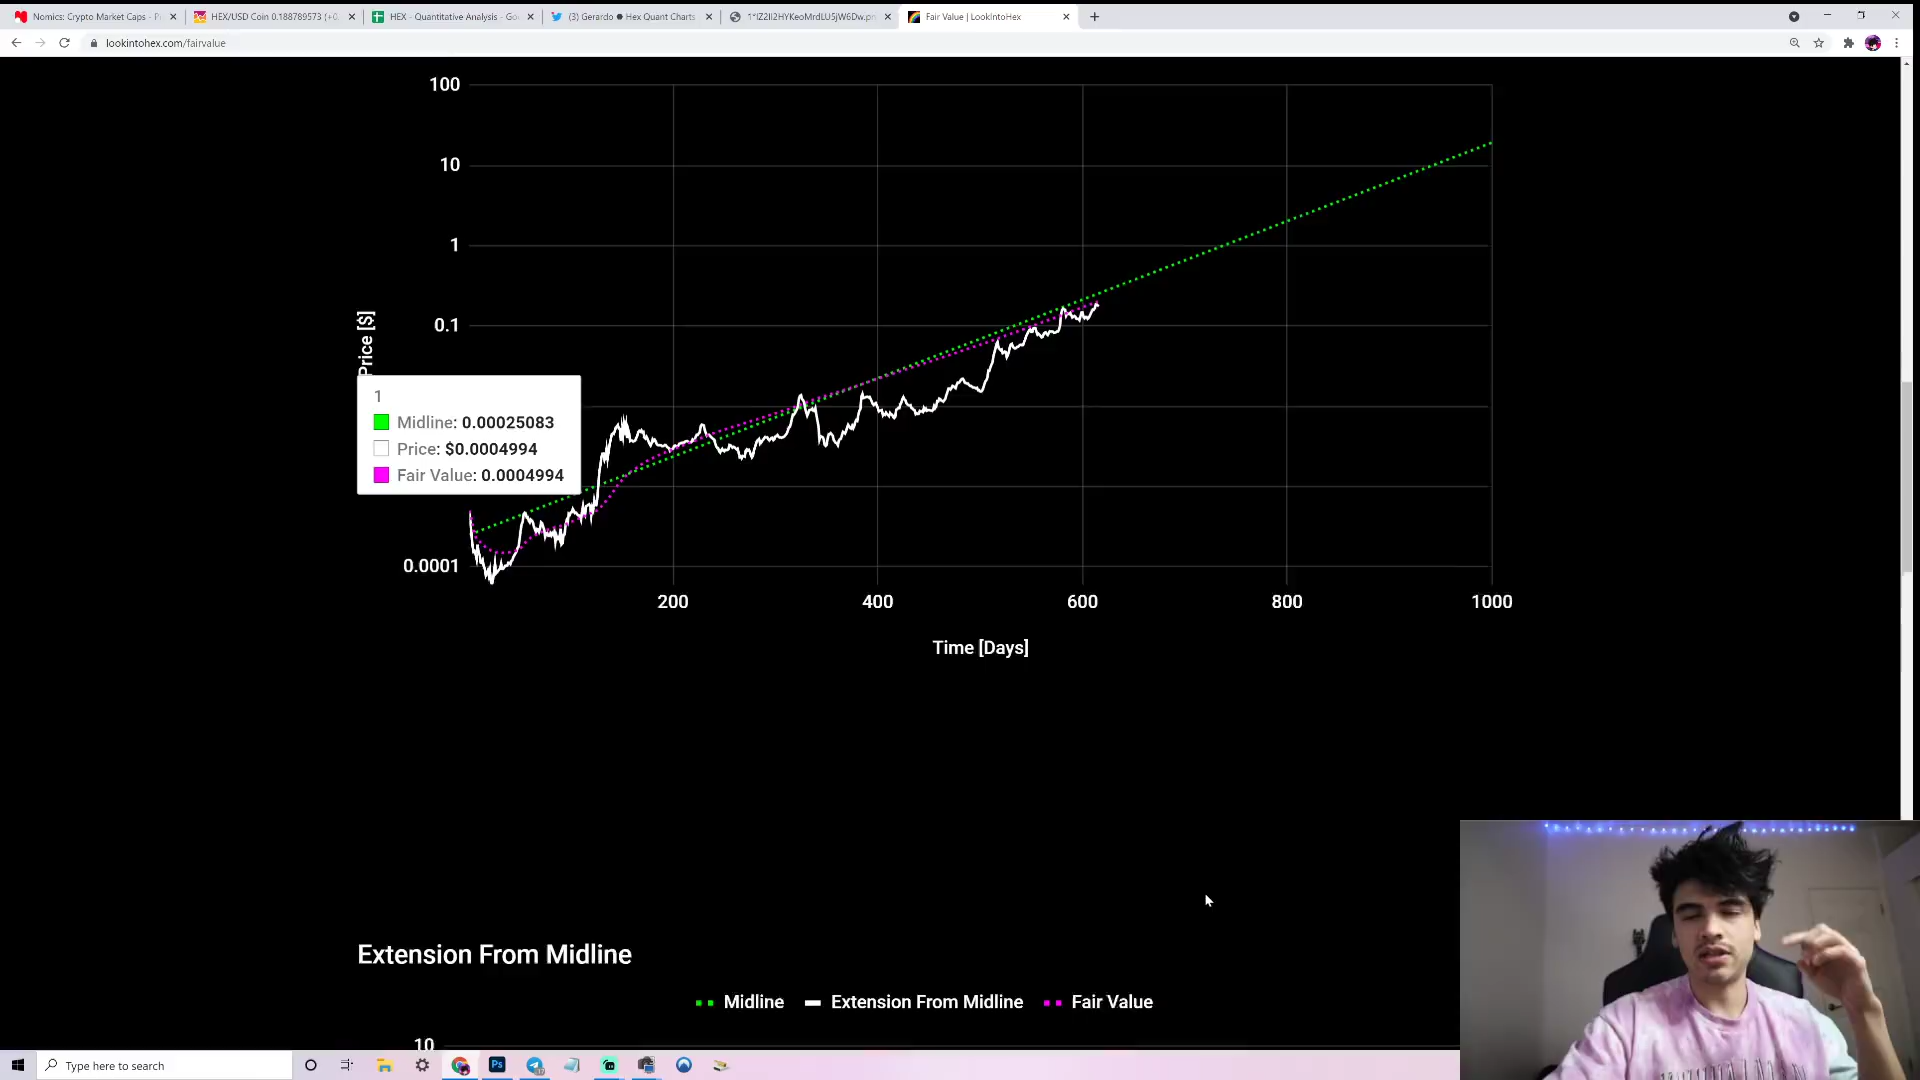 Nomics: Crypto Market Caps - P
HEX/USD Coin 0.188789573 (+0.
HEX - Quantitative Analysis - Goo
(3) Gerardo ⬢ Hex Quant Charts
Fair Value | LookIntoHex
lookintohex.com/fairvalue
100
10
1
0.1
0.0001
Price [$]
1
Midline: 0.00025083
Price: $0.0004994
Fair Value: 0.0004994
200
400
600
800
1000
Time [Days]
Extension From Midline
Midline
Extension From Midline
Fair Value
10
Type here to search
Ps